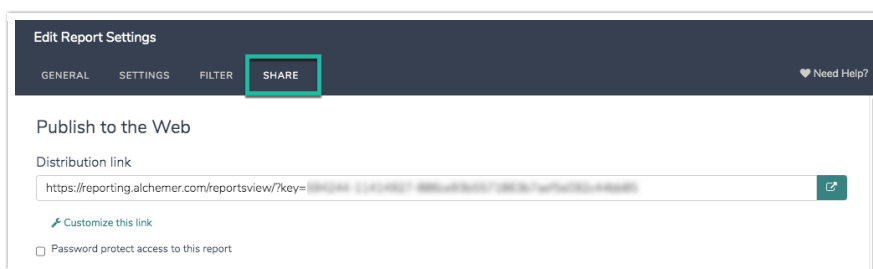 Edit Report Settings
GENERAL SETTINGS FILTER SHARE Need Help?
Publish to the Web
Distribution link
https://reporting.alchemer.com/reportsview/?key=
Customize this link
Password protect access to this report